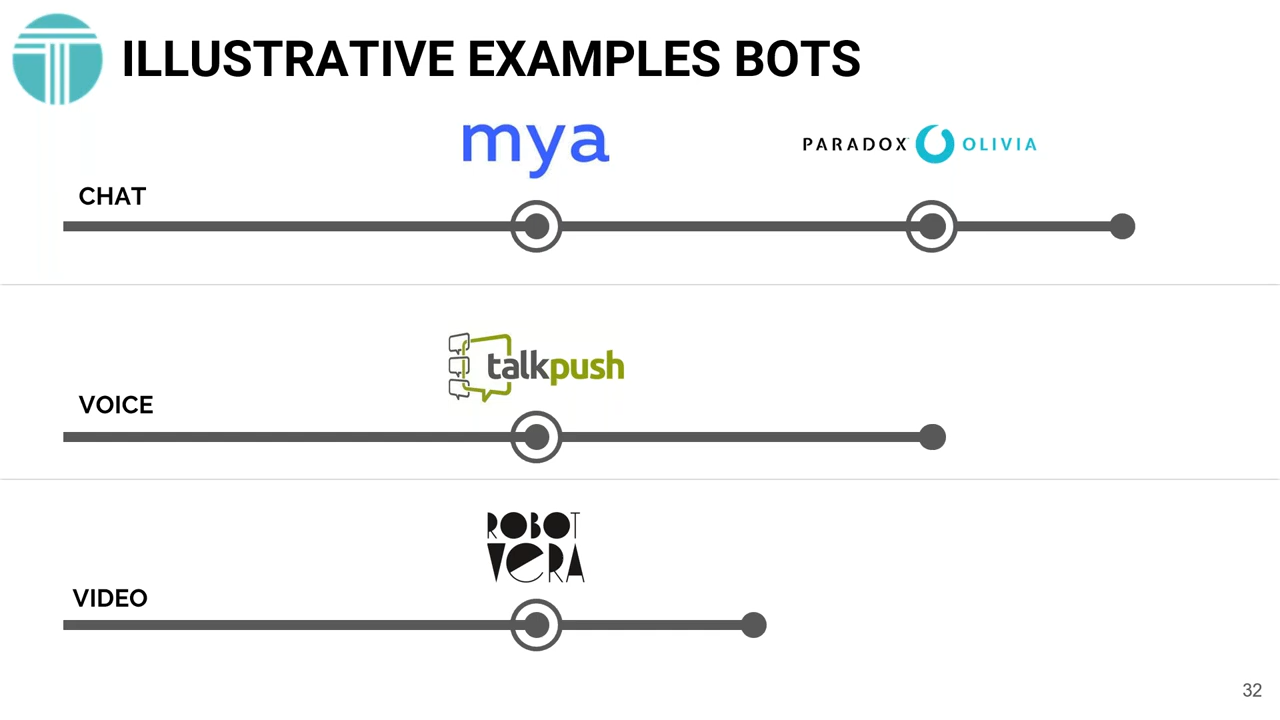 ILLUSTRATIVE EXAMPLES BOTS
mya
PARADOX OLIVIA
CHAT
talkpush
VOICE
ROBOT
VERA
VIDEO
32